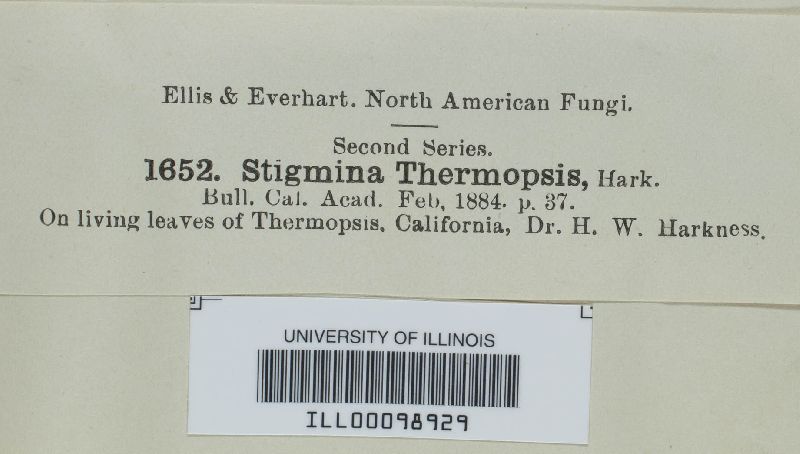 Ellis & Everhart. North American Fungi.
Second Series.
1652. Stigmina Thermopsis, Hark.
Bull. Cal. Acad. Feb, 1884. p. 37.
On living leaves of Thermopsis. California, Dr. H. W. Harkness.
UNIVERSITY OF ILLINOIS
ILL00098929